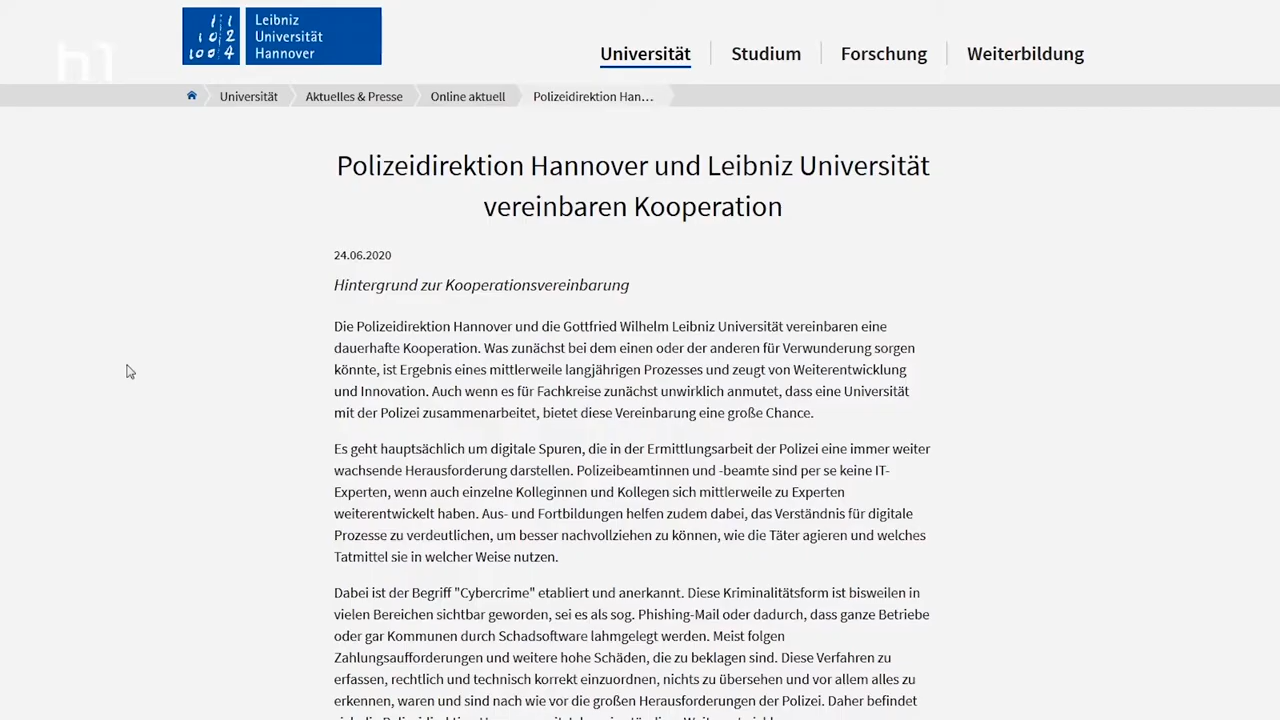 h1
1 1
1 0 2
1 0 0 4
Leibniz
Universität
Hannover
Universität
Studium
Forschung
Weiterbildung
Universität
Aktuelles & Presse
Online aktuell
Polizeidirektion Han…
Polizeidirektion Hannover und Leibniz Universität
vereinbaren Kooperation
24.06.2020
Hintergrund zur Kooperationsvereinbarung
Die Polizeidirektion Hannover und die Gottfried Wilhelm Leibniz Universität vereinbaren eine
dauerhafte Kooperation. Was zunächst bei dem einen oder der anderen für Verwunderung sorgen
könnte, ist Ergebnis eines mittlerweile langjährigen Prozesses und zeugt von Weiterentwicklung
und Innovation. Auch wenn es für Fachkreise zunächst unwirklich anmutet, dass eine Universität
mit der Polizei zusammenarbeitet, bietet diese Vereinbarung eine große Chance.
Es geht hauptsächlich um digitale Spuren, die in der Ermittlungsarbeit der Polizei eine immer weiter
wachsende Herausforderung darstellen. Polizeibeamtinnen und -beamte sind per se keine IT-
Experten, wenn auch einzelne Kolleginnen und Kollegen sich mittlerweile zu Experten
weiterentwickelt haben. Aus- und Fortbildungen helfen zudem dabei, das Verständnis für digitale
Prozesse zu verdeutlichen, um besser nachvollziehen zu können, wie die Täter agieren und welches
Tatmittel sie in welcher Weise nutzen.
Dabei ist der Begriff "Cybercrime" etabliert und anerkannt. Diese Kriminalitätsform ist bisweilen in
vielen Bereichen sichtbar geworden, sei es als sog. Phishing-Mail oder dadurch, dass ganze Betriebe
oder gar Kommunen durch Schadsoftware lahmgelegt werden. Meist folgen
Zahlungsaufforderungen und weitere hohe Schäden, die zu beklagen sind. Diese Verfahren zu
erfassen, rechtlich und technisch korrekt einzuordnen, nichts zu übersehen und vor allem alles zu
erkennen, waren und sind nach wie vor die großen Herausforderungen der Polizei. Daher befindet